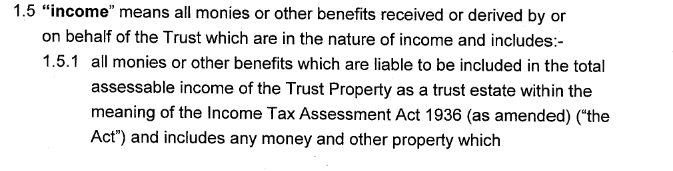 1.5 “income” means all monies or other benefits received or derived by or
on behalf of the Trust which are in the nature of income and includes:-
1.5.1 all monies or other benefits which are liable to be included in the total
assessable income of the Trust Property as a trust estate within the
meaning of the Income Tax Assessment Act 1936 (as amended) (“the
Act”) and includes any money and other property which